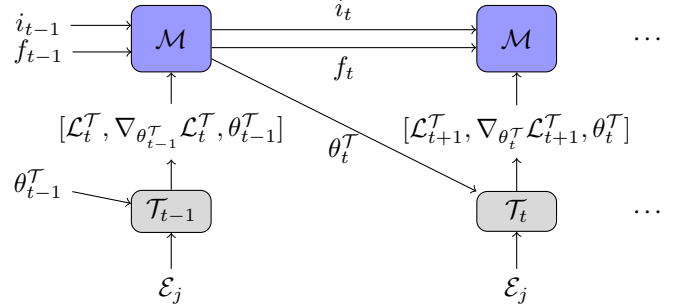 i_{t-1}
f_{t-1}
ℳ
i_t
f_t
ℳ
⋯
[ℒ_t^𝒯, ∇_{θ_{t-1}^𝒯} ℒ_t^𝒯, θ_{t-1}^𝒯]
θ_t^𝒯
[ℒ_{t+1}^𝒯, ∇_{θ_t^𝒯} ℒ_{t+1}^𝒯, θ_t^𝒯]
θ_{t-1}^𝒯
𝒯_{t-1}
𝒯_t
⋯
ℰ_j
ℰ_j